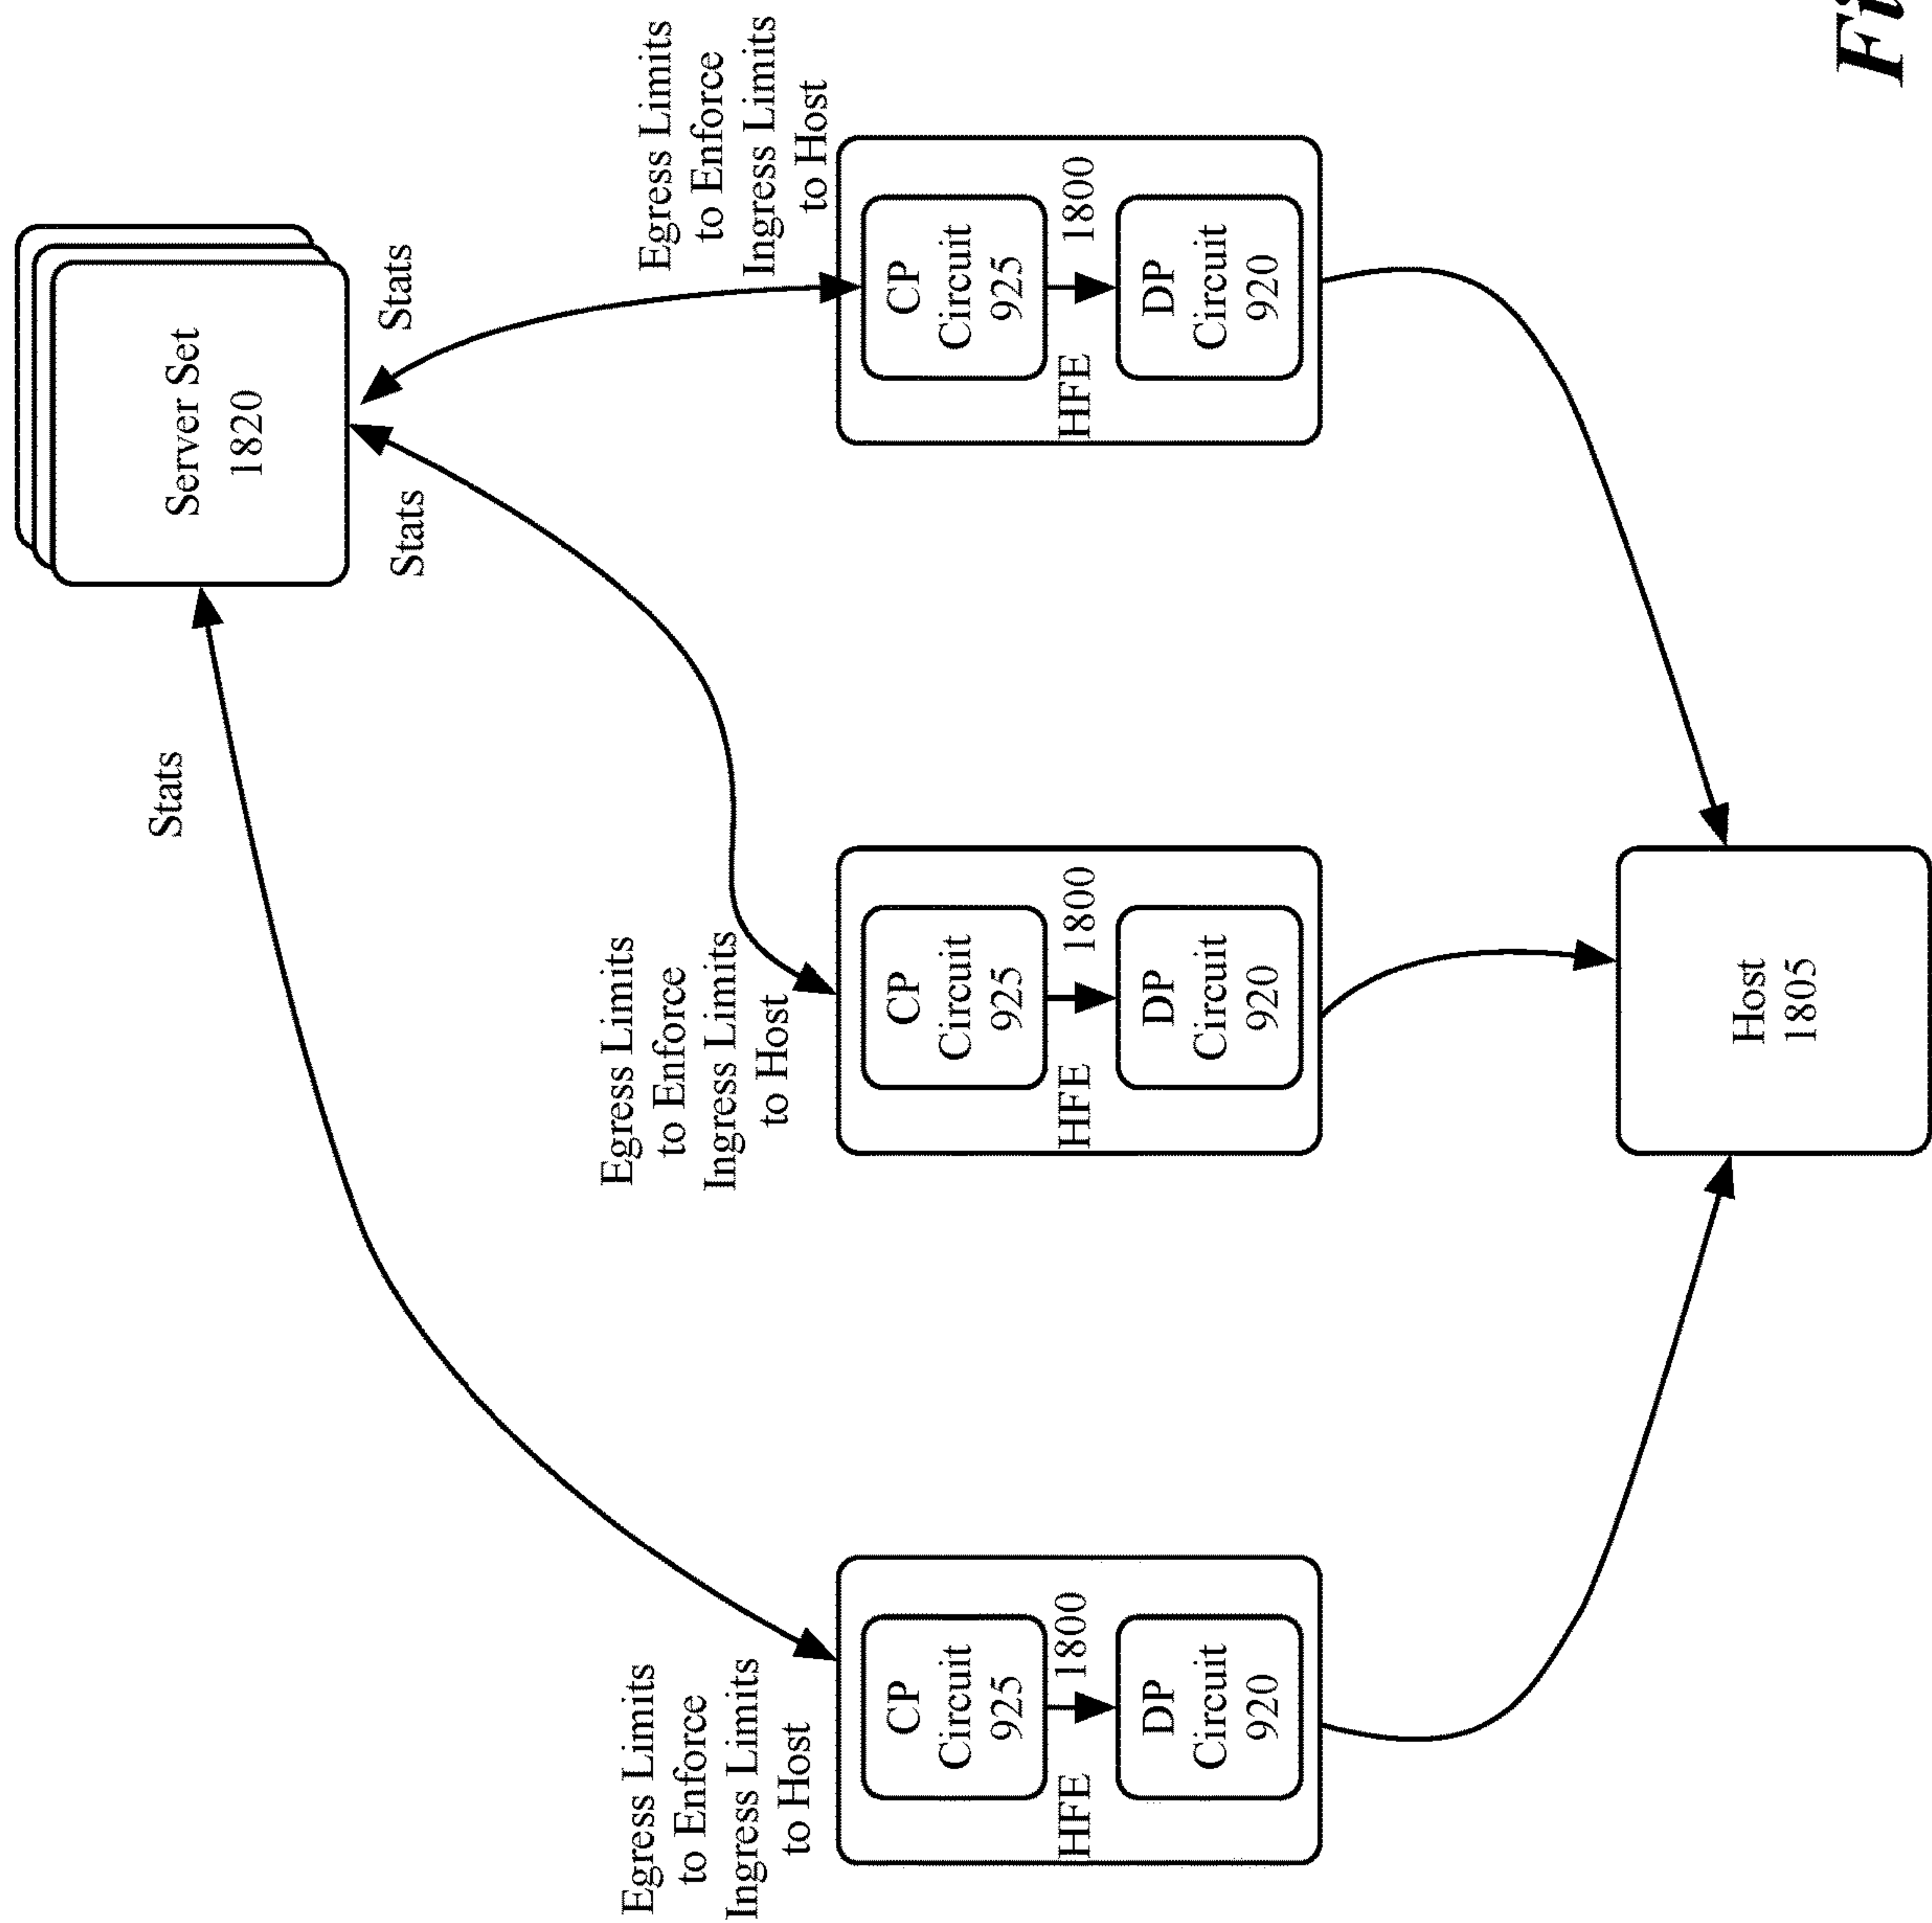 Stats
Server Set
1820
Stats
Stats
Egress Limits
to Enforce
Ingress Limits
to Host
Egress Limits
to Enforce
Ingress Limits
to Host
Egress Limits
to Enforce
Ingress Limits
to Host
CP
Circuit
925
HFE 1800
DP
Circuit
920
CP
Circuit
925
HFE 1800
DP
Circuit
920
CP
Circuit
925
HFE 1800
DP
Circuit
920
Host
1805